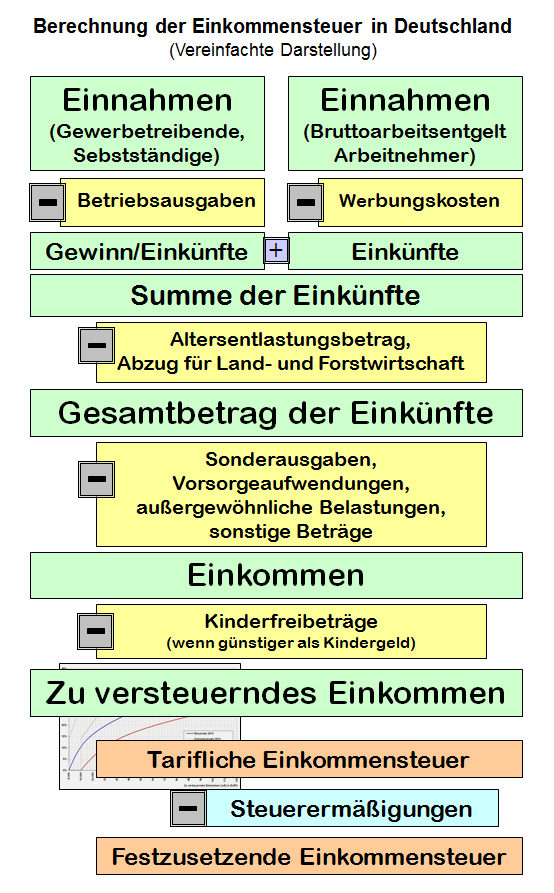 Berechnung der Einkommensteuer in Deutschland
(Vereinfachte Darstellung)
Einnahmen
(Gewerbetreibende,
Sebstständige)
Einnahmen
(Bruttoarbeitsentgelt
Arbeitnehmer)
Betriebsausgaben
Werbungskosten
Gewinn/Einkünfte
+
Einkünfte
Summe der Einkünfte
Altersentlastungsbetrag,
Abzug für Land- und Forstwirtschaft
Gesamtbetrag der Einkünfte
Sonderausgaben,
Vorsorgeaufwendungen,
außergewöhnliche Belastungen,
sonstige Beträge
Einkommen
Kinderfreibeträge
(wenn günstiger als Kindergeld)
Zu versteuerndes Einkommen
Tarifliche Einkommensteuer
Steuerermäßigungen
Festzusetzende Einkommensteuer